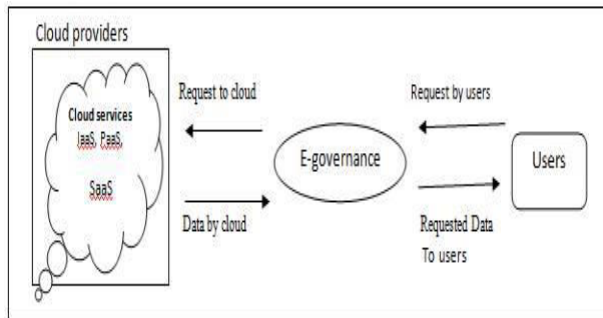 Cloud providers
Cloud services
IaaS, PaaS,
SaaS
Request to cloud
Data by cloud
E-governance
Request by users
Requested Data
To users
Users